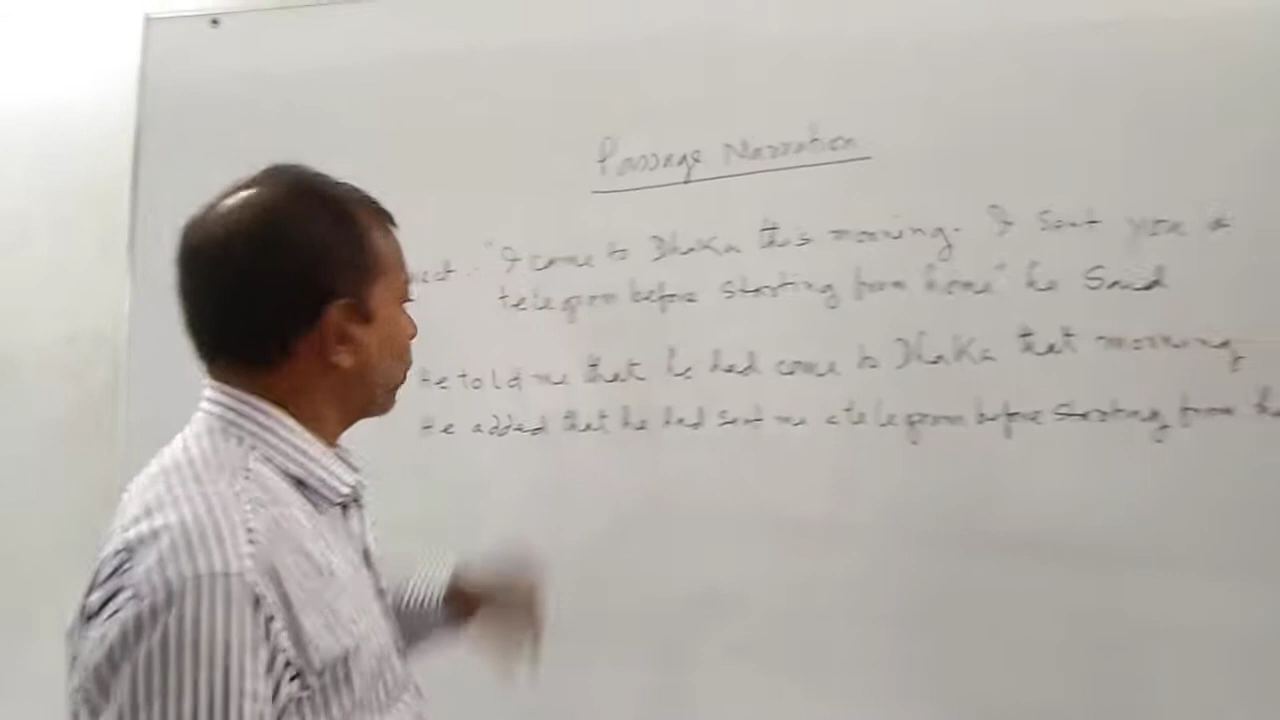 Passage Narration
rect :- "I came to Dhaka this morning. I sent you a
telegram before starting from home" he said
He told me that he had come to Dhaka that morning
He added that he had sent me a telegram before starting from